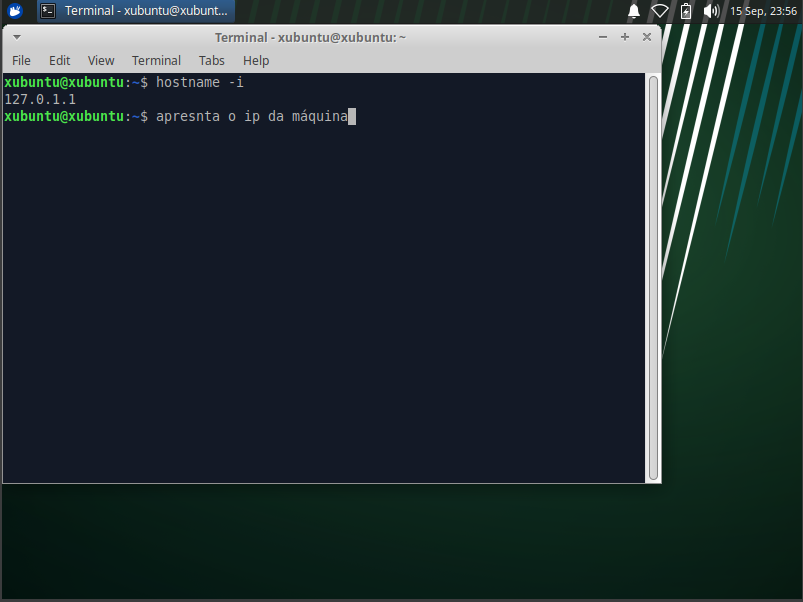 Terminal - xubuntu@xubunt...
15 Sep, 23:56
Terminal - xubuntu@xubuntu: ~
File Edit View Terminal Tabs Help
xubuntu@xubuntu:~$ hostname -i
127.0.1.1
xubuntu@xubuntu:~$ apresnta o ip da máquina